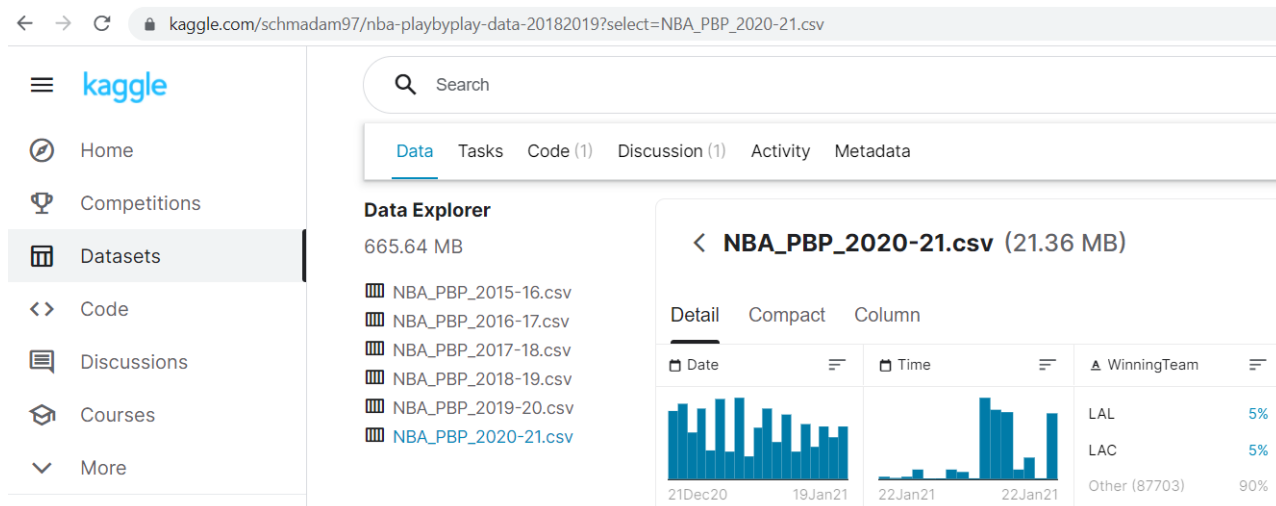 kaggle.com/schmadam97/nba-playbyplay-data-20182019?select=NBA_PBP_2020-21.csv
kaggle
Home
Competitions
Datasets
Code
Discussions
Courses
More
Search
Data Tasks Code (1) Discussion (1) Activity Metadata
Data Explorer
665.64 MB
NBA_PBP_2015-16.csv
NBA_PBP_2016-17.csv
NBA_PBP_2017-18.csv
NBA_PBP_2018-19.csv
NBA_PBP_2019-20.csv
NBA_PBP_2020-21.csv
NBA_PBP_2020-21.csv (21.36 MB)
Detail Compact Column
Date Time A WinningTeam
LAL 5%
LAC 5%
Other (87703) 90%
21Dec20 19Jan21 22Jan21 22Jan21